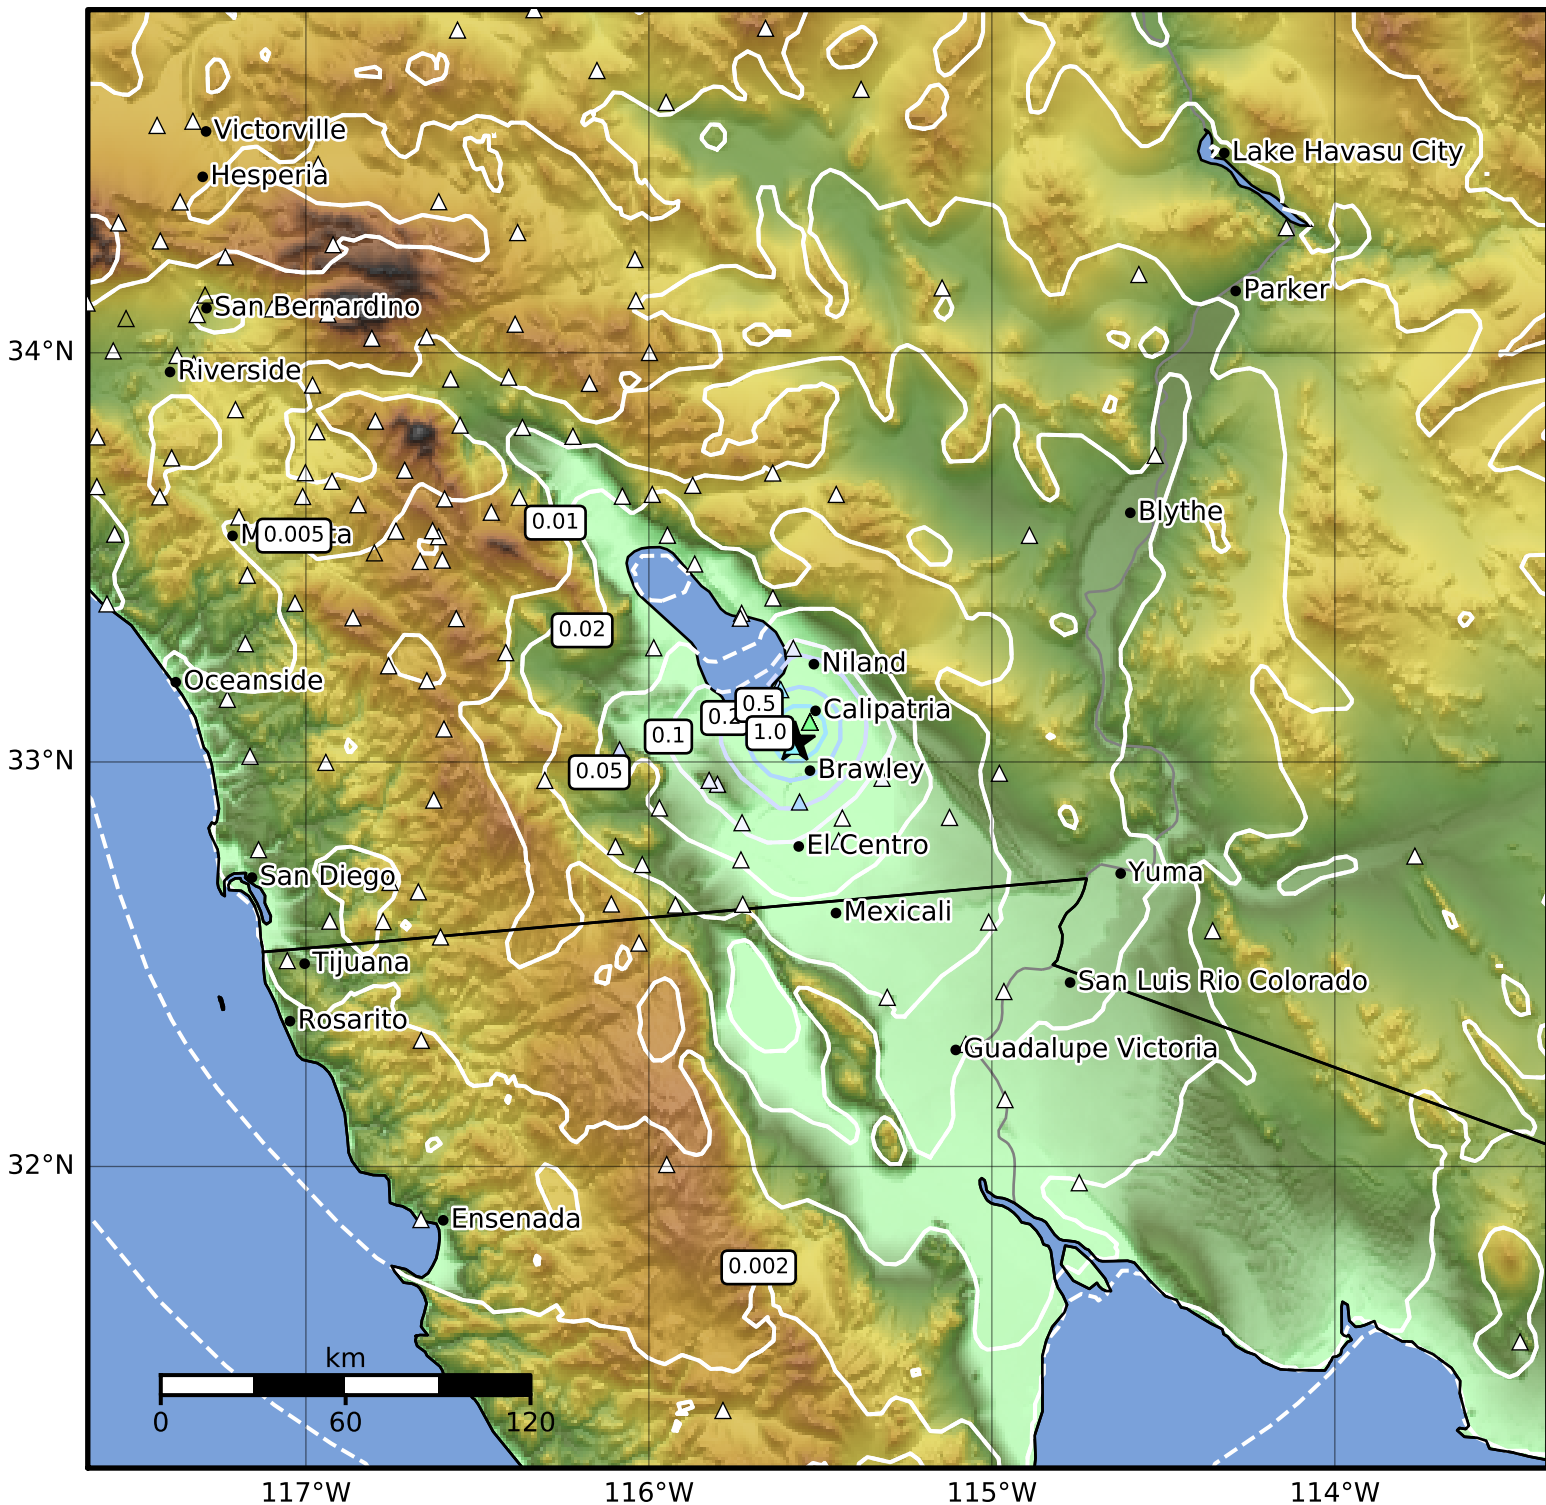 Victorville
Lake Havasu City
Hesperia
Parker
San Bernardino
34°N
Riverside
Blythe
0.01
0.005
0.02
Niland
Oceanside
0.5
Calipatria
0.1
1.0
33°N
0.05
Brawley
El Centro
Yuma
San Diego
Mexicali
Tijuana
San Luis Rio Colorado
Rosarito
Guadalupe Victoria
32°N
Ensenada
0.002
km
0 60 120
117°W 116°W 115°W 114°W